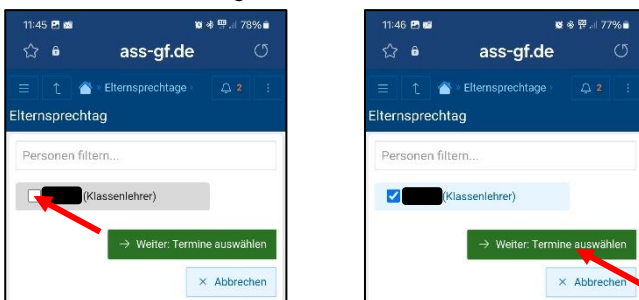 11:45 78%
ass-gf.de
Elternsprechtage 2
Elternsprechtag
Personen filtern...
(Klassenlehrer)
→ Weiter: Termine auswählen
× Abbrechen
11:46 77%
ass-gf.de
Elternsprechtage 2
Elternsprechtag
Personen filtern...
(Klassenlehrer)
→ Weiter: Termine auswählen
× Abbrechen